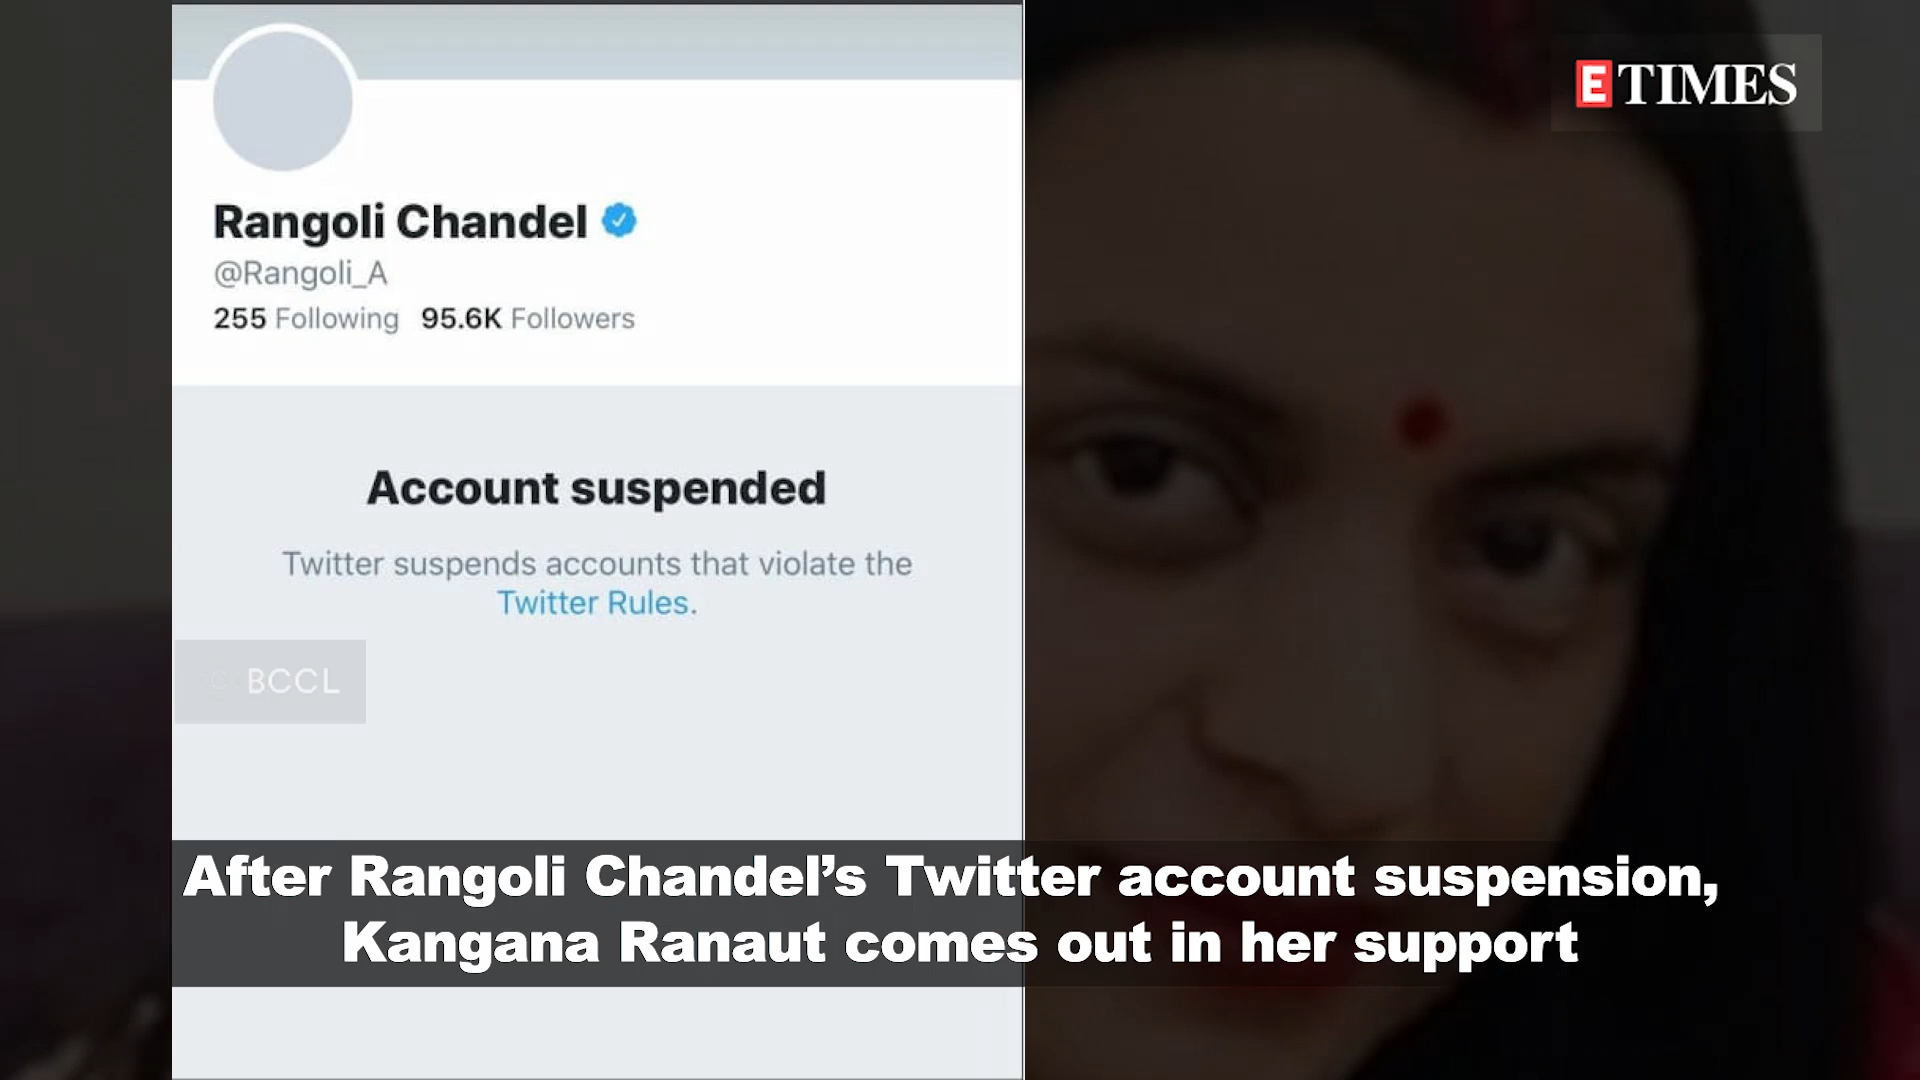 ETIMES
Rangoli Chandel
@Rangoli_A
255 Following 95.6K Followers
Account suspended
Twitter suspends accounts that violate the
Twitter Rules.
© BCCL
After Rangoli Chandel’s Twitter account suspension,
Kangana Ranaut comes out in her support